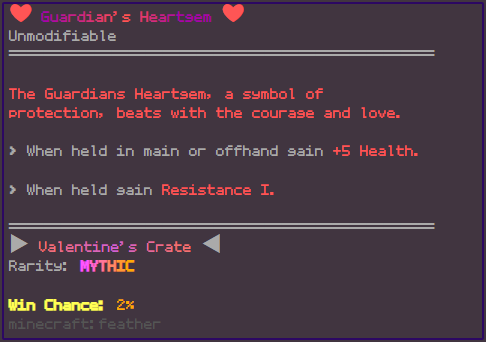 Guardian's Heartgem
Unmodifiable
The Guardians Heartgem, a symbol of
protection, beats with the courage and love.
> When held in main or offhand gain +5 Health.
> When held gain Resistance I.
Valentine's Crate
Rarity: MYTHIC
Win Chance: 2%
minecraft:feather